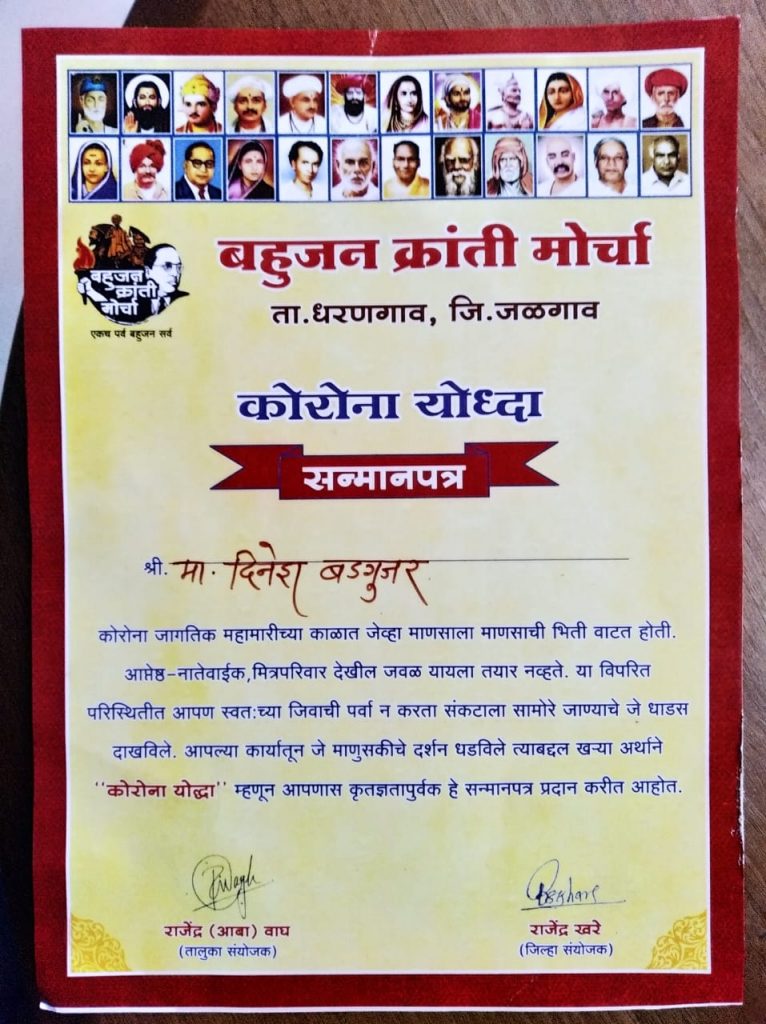 बहुजन क्रांती मोर्चा
बहुजन
क्रांती
मोर्चा
एकच पर्व बहुजन सर्व
ता.धरणगाव, जि.जळगाव
कोरोना योध्दा
सन्मानपत्र
श्री. मा. दिनेश बडगुजर
कोरोना जागतिक महामारीच्या काळात जेव्हा माणसाला माणसाची भिती वाटत होती.
आप्तेष्ठ-नातेवाईक,मित्रपरिवार देखील जवळ यायला तयार नव्हते. या विपरित
परिस्थितीत आपण स्वत:च्या जिवाची पर्वा न करता संकटाला सामोरे जाण्याचे जे धाडस
दाखविले. आपल्या कार्यातून जे माणुसकीचे दर्शन धडविले त्याबद्दल खऱ्या अर्थाने
"कोरोना योद्धा" म्हणून आपणास कृतज्ञतापुर्वक हे सन्मानपत्र प्रदान करीत आहोत.
राजेंद्र (आबा) वाघ
(तालुका संयोजक)
राजेंद्र खरे
(जिल्हा संयोजक)